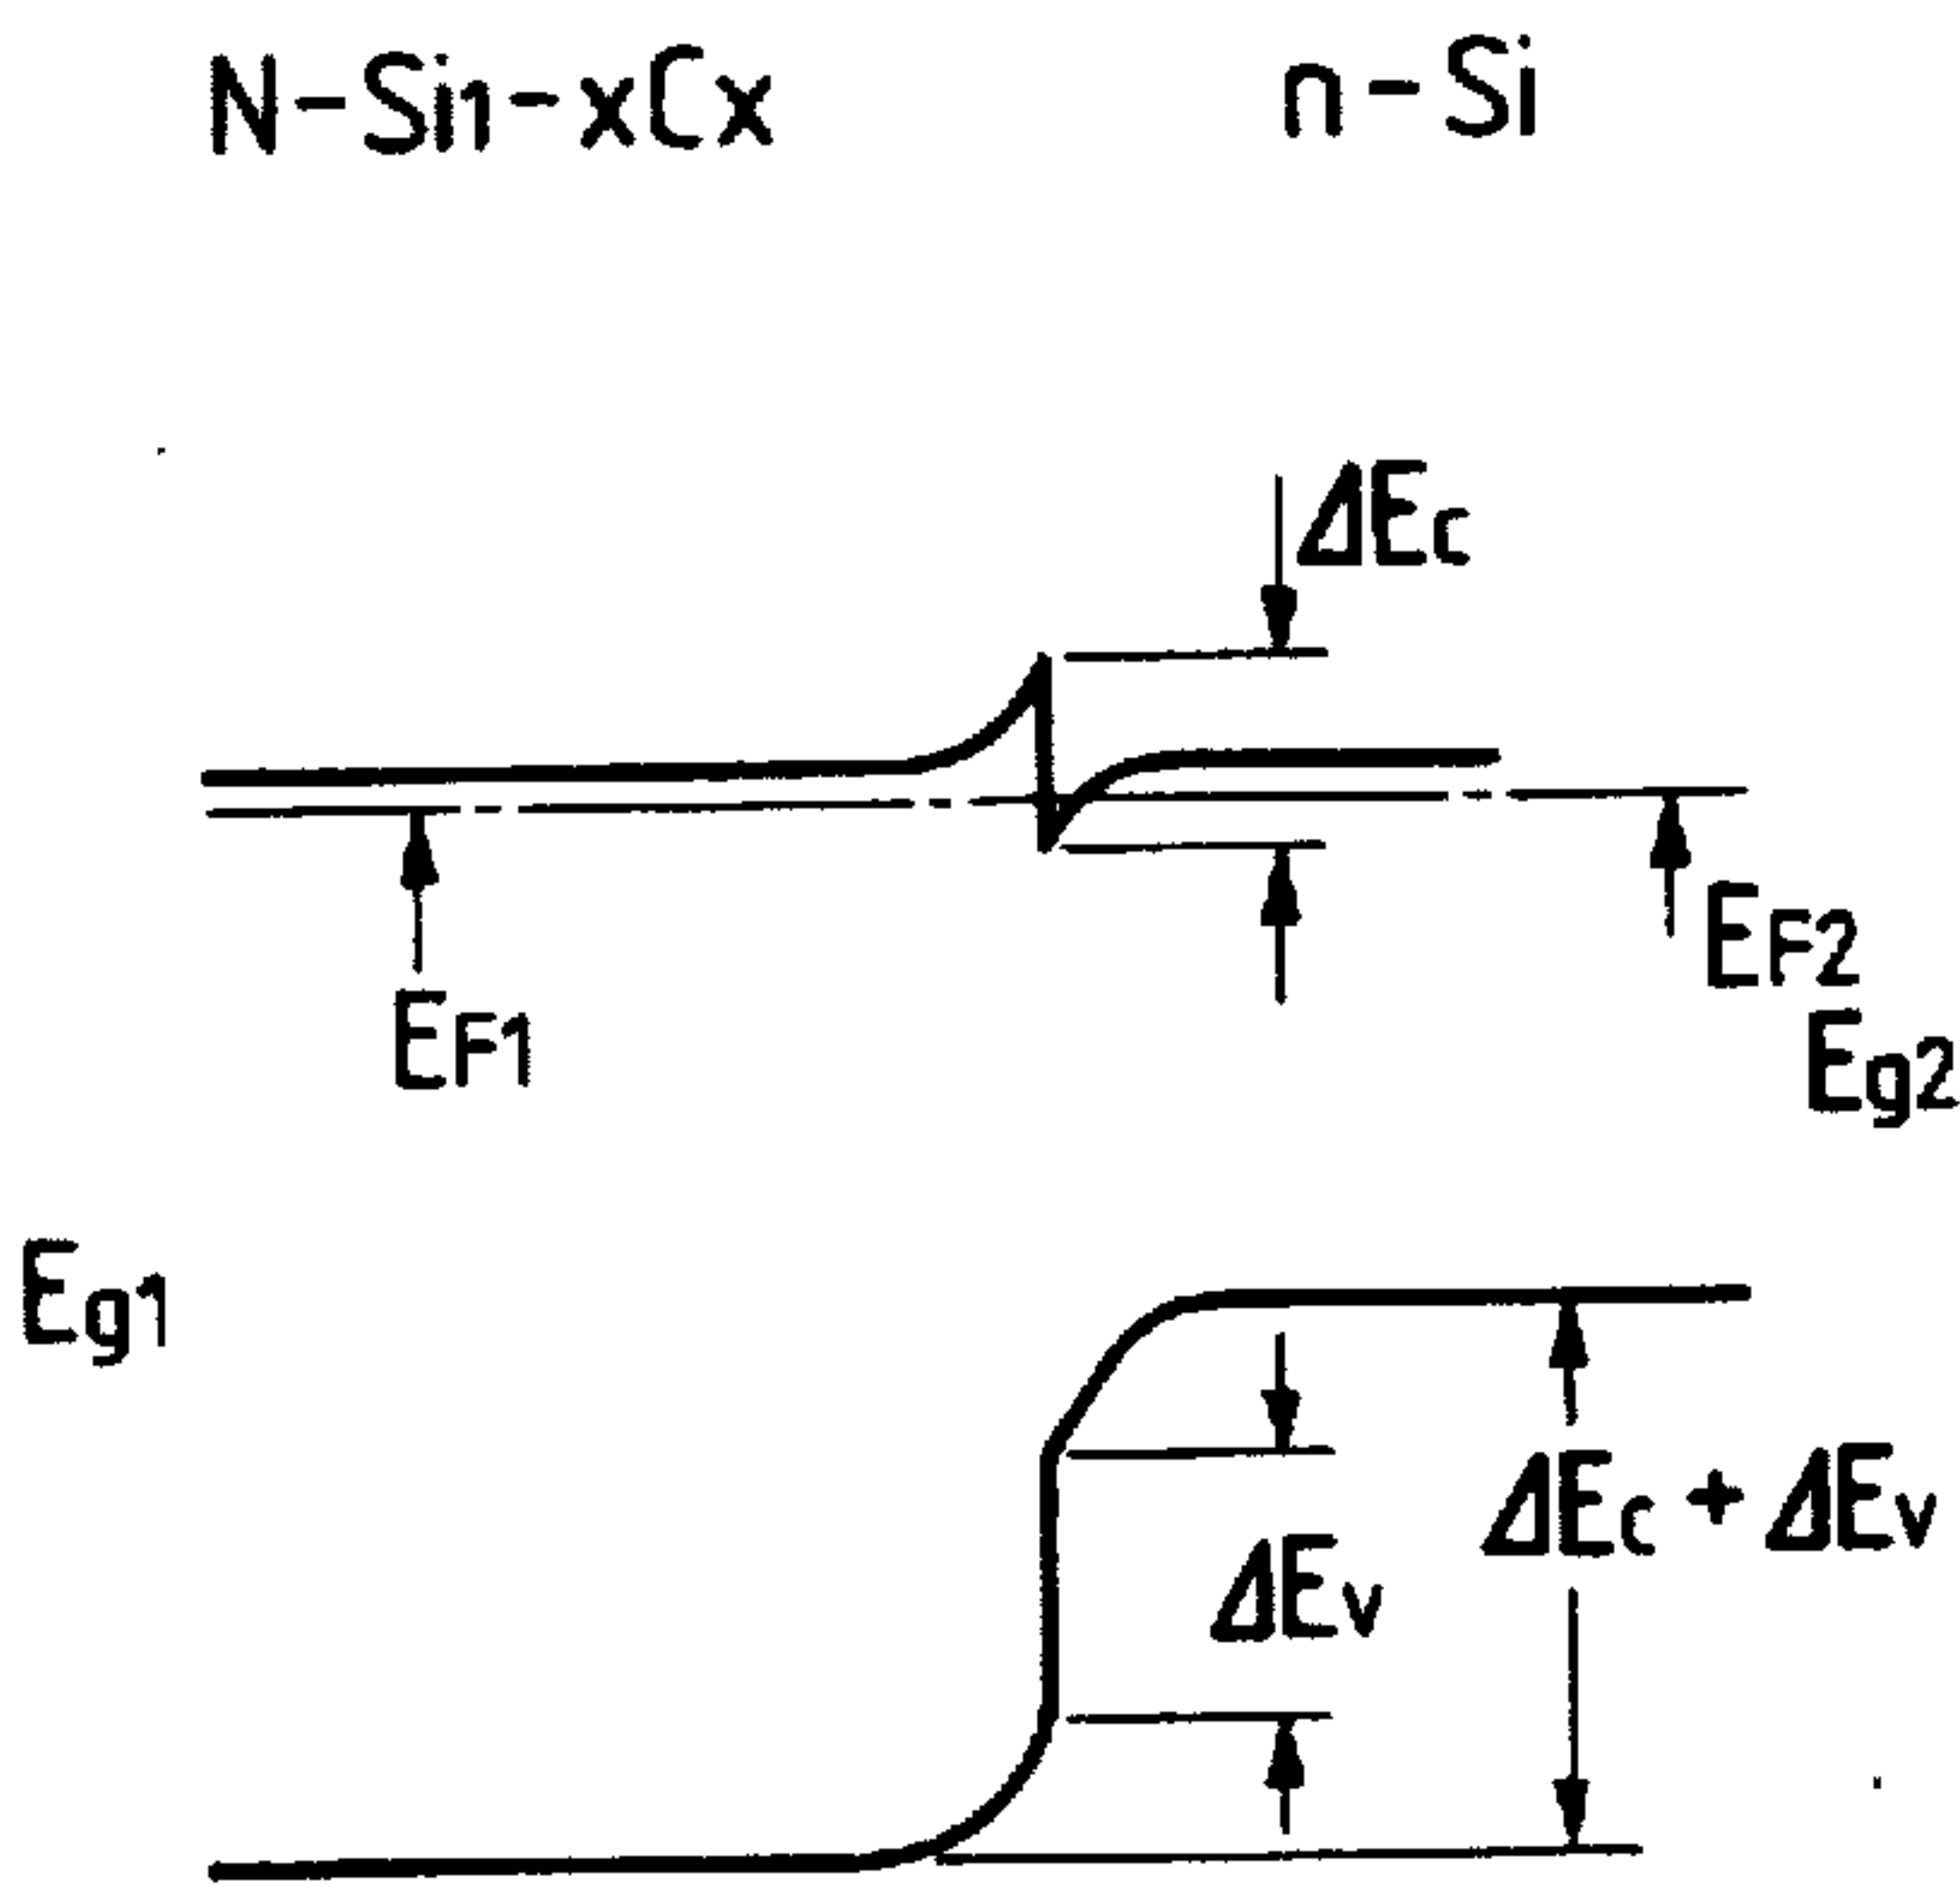 N-Si1-xCx n-Si
ΔEc
EF1
EF2
Eg2
Eg1
ΔEc+ΔEv
ΔEv